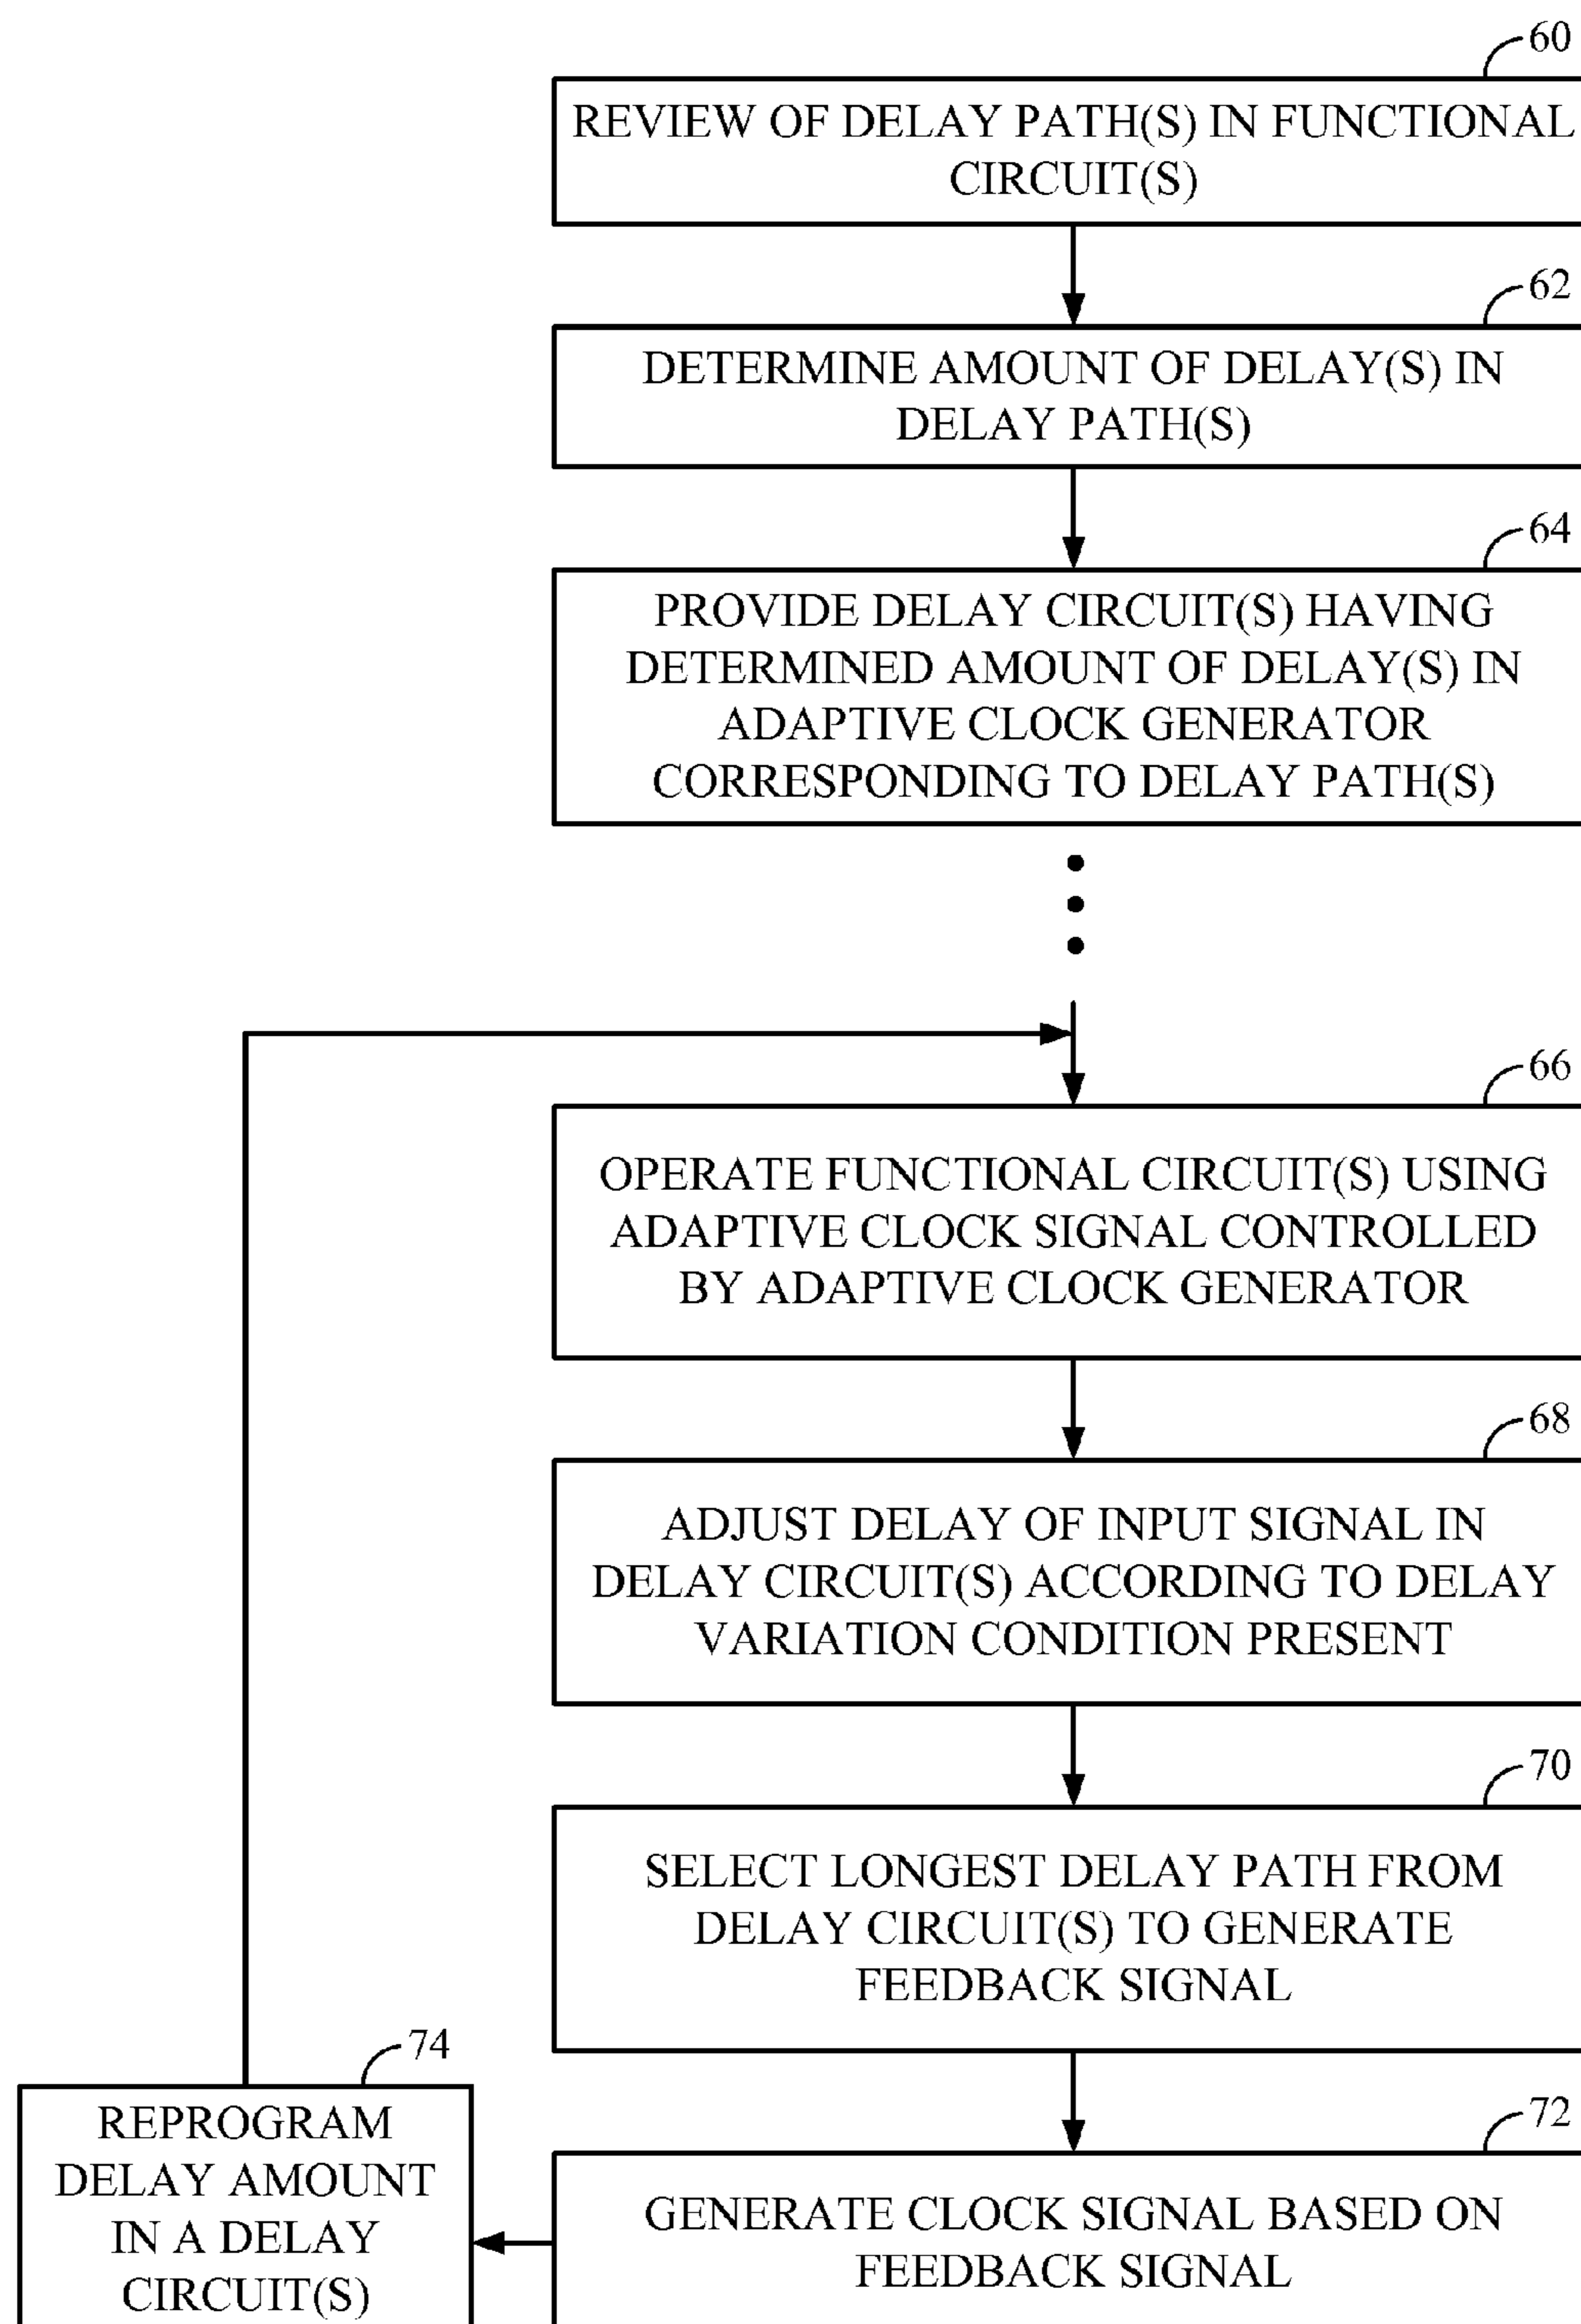 60
REVIEW OF DELAY PATH(S) IN FUNCTIONAL
CIRCUIT(S)
62
DETERMINE AMOUNT OF DELAY(S) IN
DELAY PATH(S)
64
PROVIDE DELAY CIRCUIT(S) HAVING
DETERMINED AMOUNT OF DELAY(S) IN
ADAPTIVE CLOCK GENERATOR
CORRESPONDING TO DELAY PATH(S)
66
OPERATE FUNCTIONAL CIRCUIT(S) USING
ADAPTIVE CLOCK SIGNAL CONTROLLED
BY ADAPTIVE CLOCK GENERATOR
68
ADJUST DELAY OF INPUT SIGNAL IN
DELAY CIRCUIT(S) ACCORDING TO DELAY
VARIATION CONDITION PRESENT
70
SELECT LONGEST DELAY PATH FROM
DELAY CIRCUIT(S) TO GENERATE
FEEDBACK SIGNAL
72
GENERATE CLOCK SIGNAL BASED ON
FEEDBACK SIGNAL
74
REPROGRAM
DELAY AMOUNT
IN A DELAY
CIRCUIT(S)